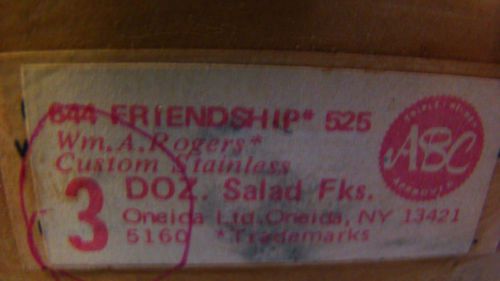 644 FRIENDSHIP* 525
Wm. A. Rogers*
Custom Stainless
3 DOZ. Salad Fks.
Oneida Ltd. Oneida, NY 13421
5160 *Trademarks
ABC
APPROVED